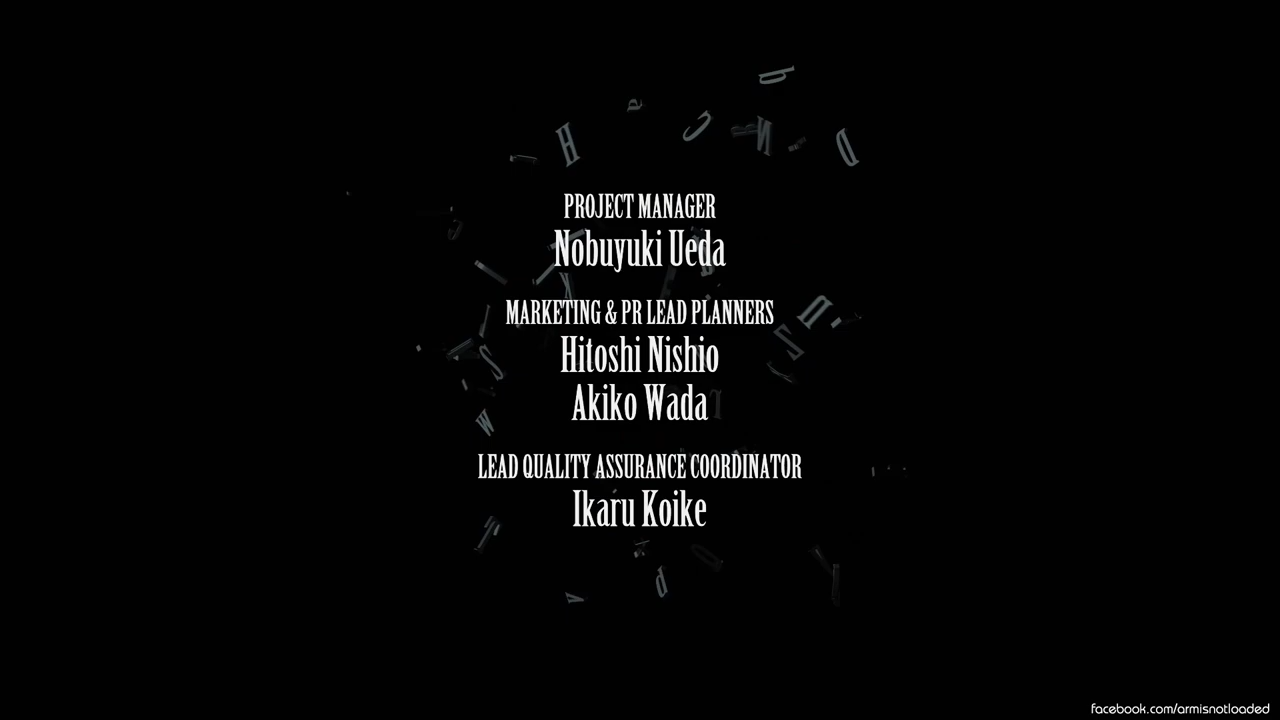 PROJECT MANAGER
Nobuyuki Ueda
MARKETING & PR LEAD PLANNERS
Hitoshi Nishio
Akiko Wada
LEAD QUALITY ASSURANCE COORDINATOR
Ikaru Koike
facebook.com/armisnotloaded